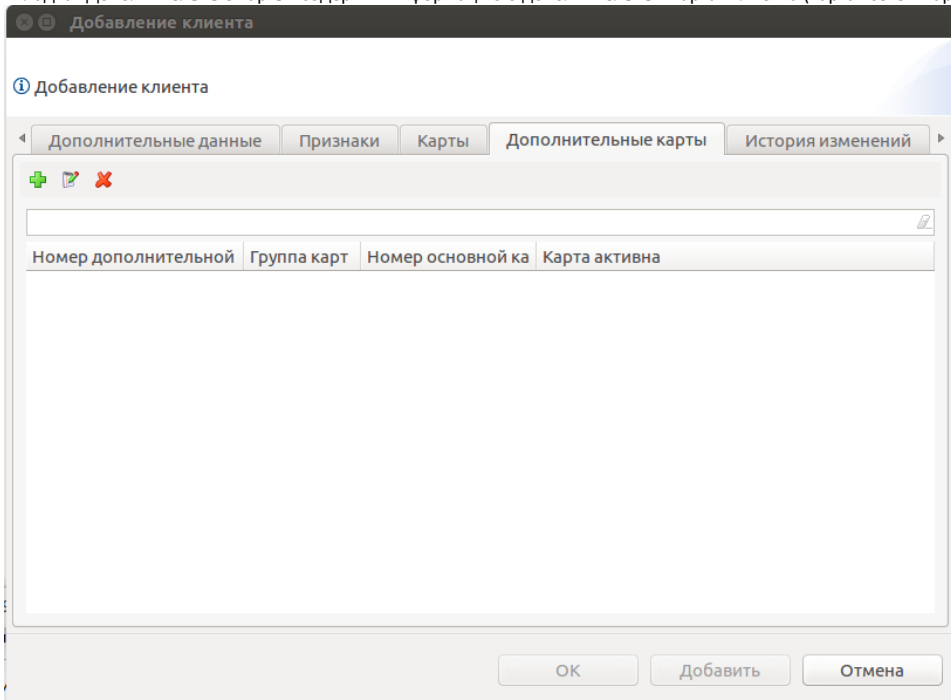 Добавление клиента
Добавление клиента
Дополнительные данные Признаки Карты Дополнительные карты История изменений
Номер дополнительной Группа карт Номер основной ка Карта активна
OK Добавить Отмена